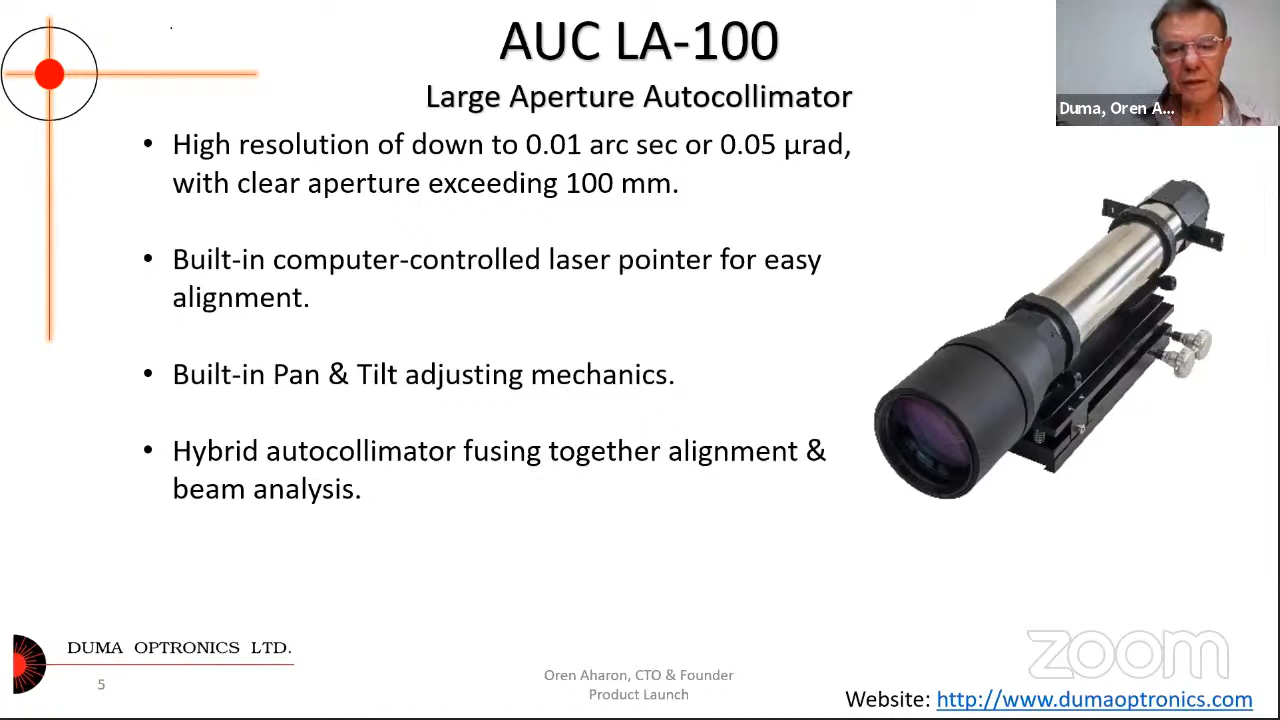 AUC LA-100
Large Aperture Autocollimator
Duma, Oren A...
• High resolution of down to 0.01 arc sec or 0.05 µrad,
with clear aperture exceeding 100 mm.
• Built-in computer-controlled laser pointer for easy
alignment.
• Built-in Pan & Tilt adjusting mechanics.
• Hybrid autocollimator fusing together alignment &
beam analysis.
DUMA OPTRONICS LTD.
5
Oren Aharon, CTO & Founder
Product Launch
zoom
Website: http://www.dumaoptronics.com